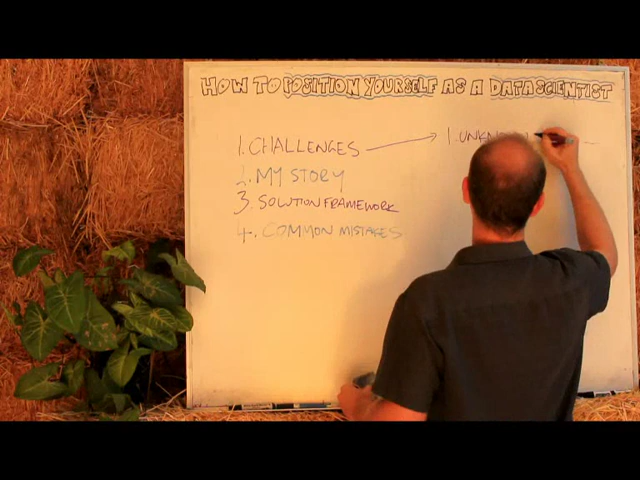 HOW TO POSITION YOURSELF AS A DATA SCIENTIST
1. CHALLENGES
2. MY STORY
3. SOLUTION FRAMEWORK
4. COMMON MISTAKES
1.